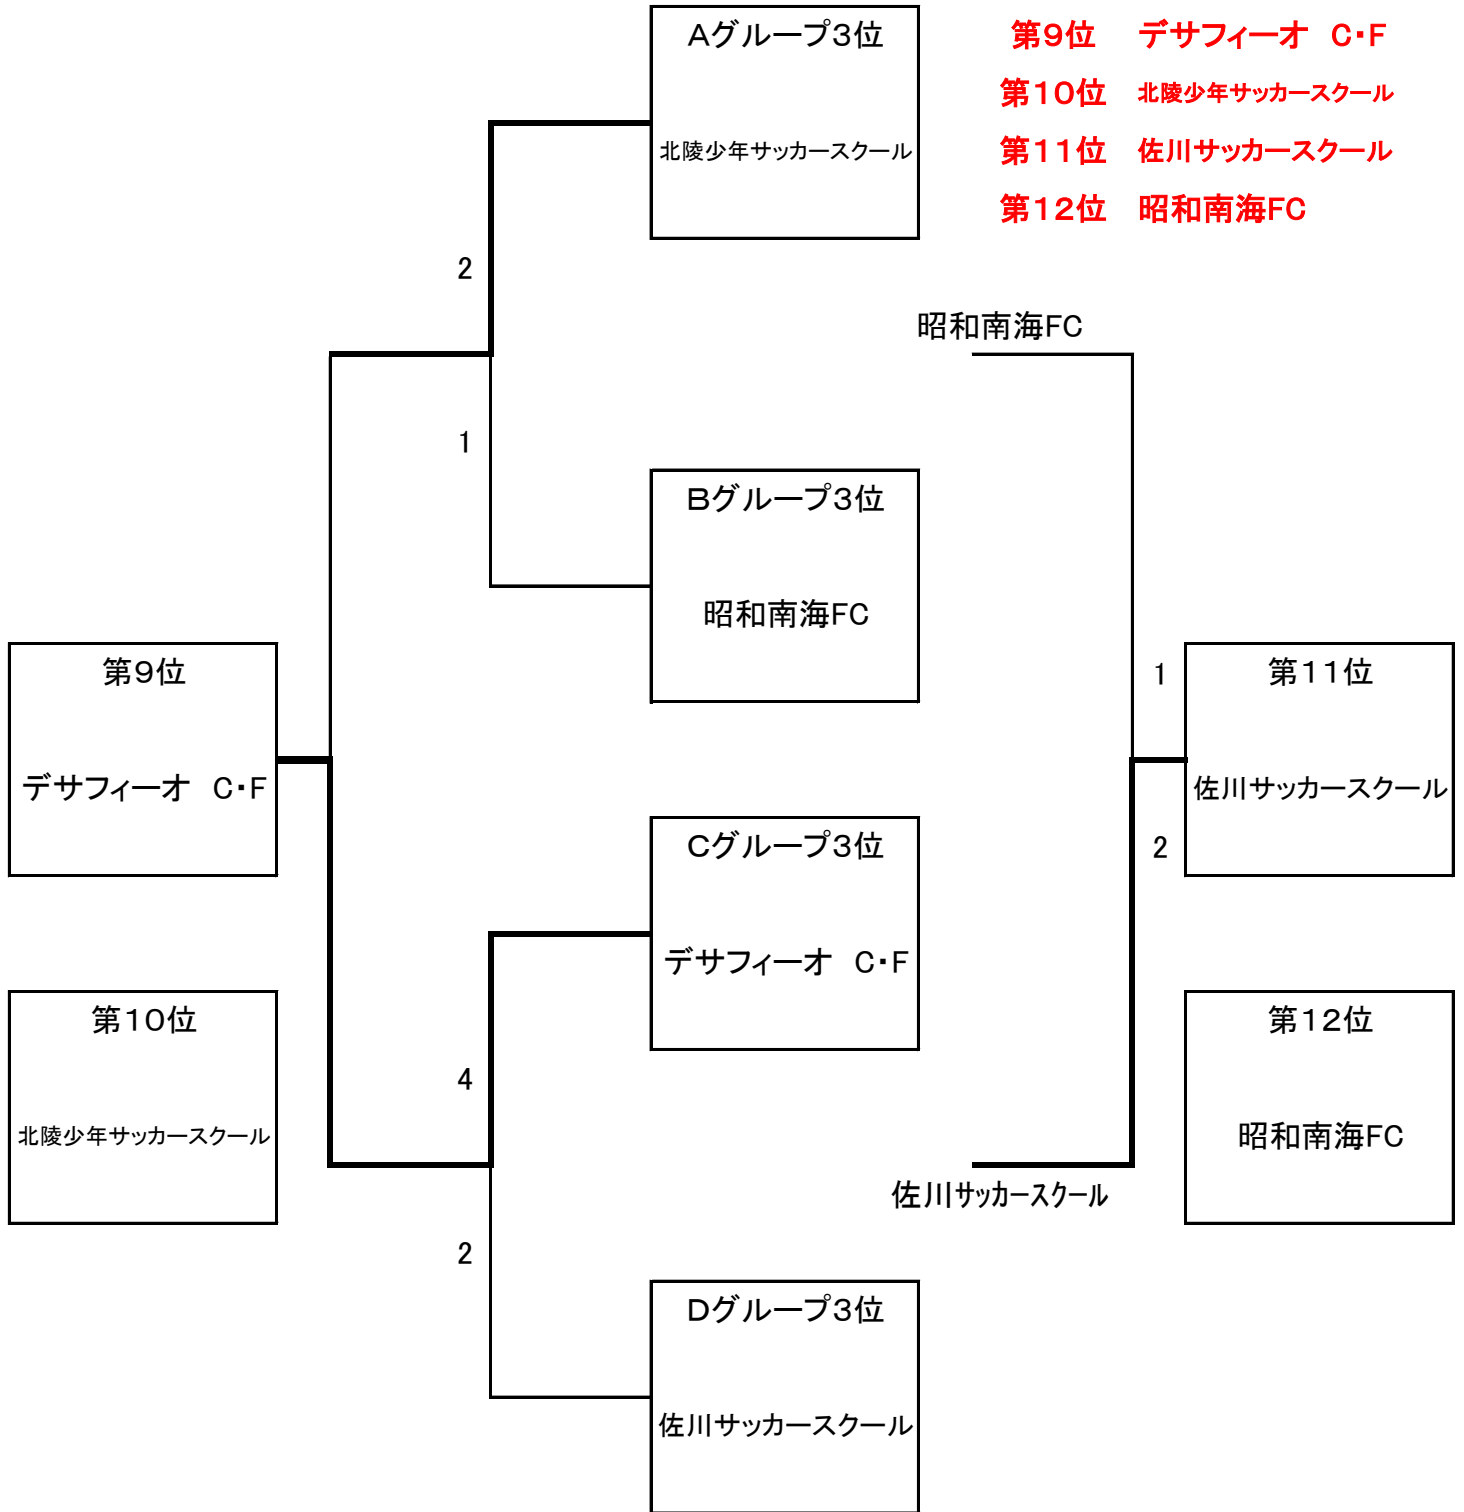 Aグループ3位
北陵少年サッカースクール
第9位　デサフィーオ　C・F
第10位　北陵少年サッカースクール
第11位　佐川サッカースクール
第12位　昭和南海FC
2
昭和南海FC
1
Bグループ3位
昭和南海FC
第9位
デサフィーオ　C・F
1
第11位
佐川サッカースクール
2
Cグループ3位
デサフィーオ　C・F
第10位
北陵少年サッカースクール
4
第12位
昭和南海FC
佐川サッカースクール
2
Dグループ3位
佐川サッカースクール